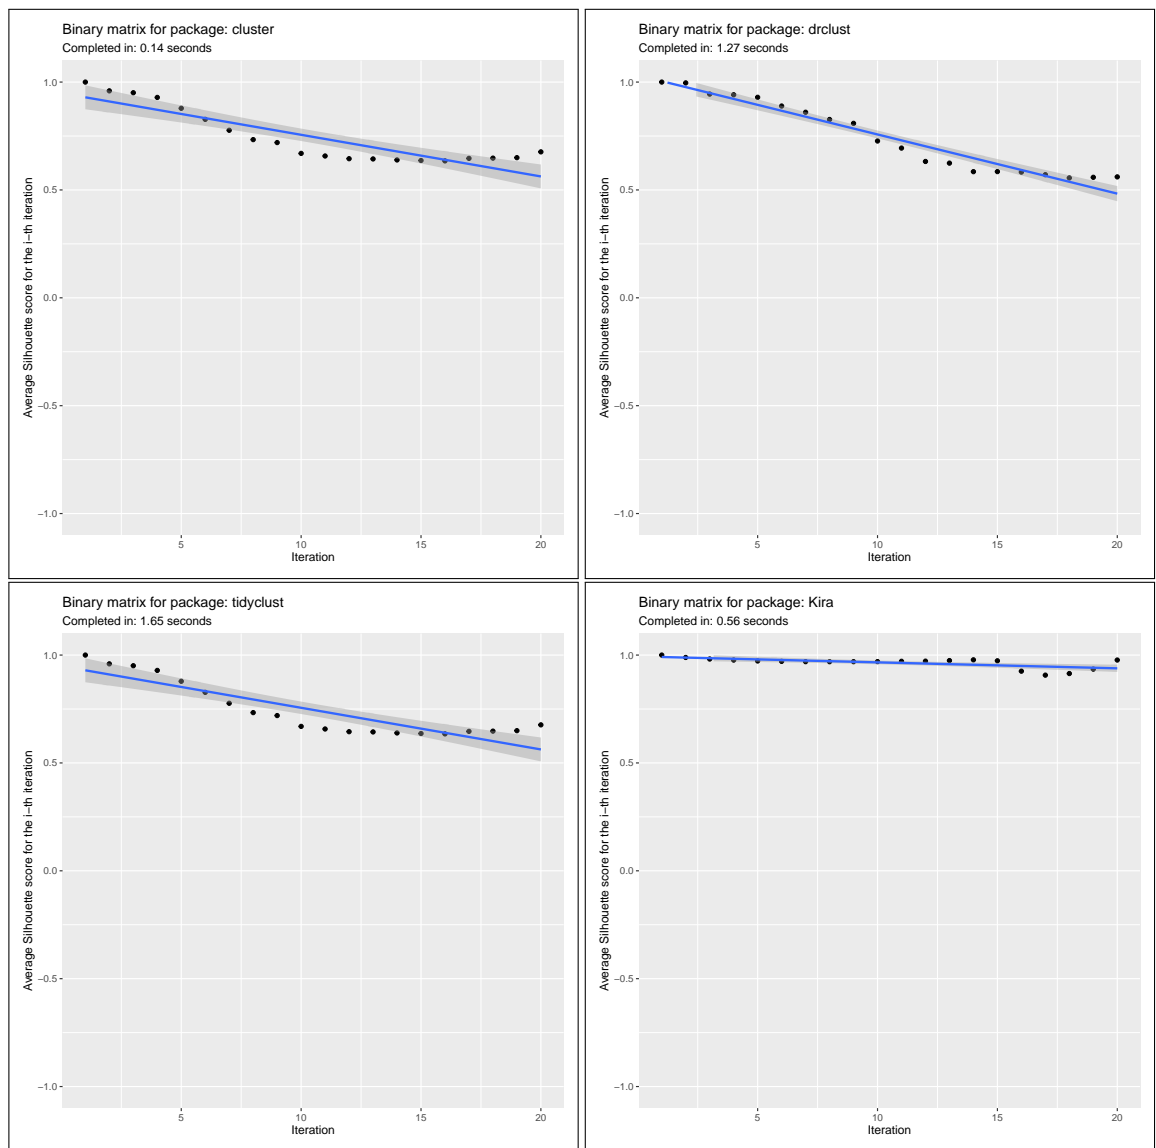 Binary matrix for package: cluster
Completed in: 0.14 seconds
Average Silhouette score for the i−th iteration
1.0
0.5
0.0
−0.5
−1.0
5
10
15
20
Iteration
Binary matrix for package: drclust
Completed in: 1.27 seconds
Average Silhouette score for the i−th iteration
1.0
0.5
0.0
−0.5
−1.0
5
10
15
20
Iteration
Binary matrix for package: tidyclust
Completed in: 1.65 seconds
Average Silhouette score for the i−th iteration
1.0
0.5
0.0
−0.5
−1.0
5
10
15
20
Iteration
Binary matrix for package: Kira
Completed in: 0.56 seconds
Average Silhouette score for the i−th iteration
1.0
0.5
0.0
−0.5
−1.0
5
10
15
20
Iteration